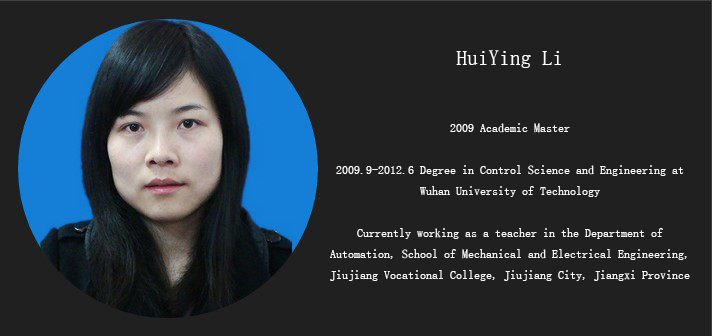 HuiYing Li
2009 Academic Master
2009.9-2012.6 Degree in Control Science and Engineering at
Wuhan University of Technology
Currently working as a teacher in the Department of
Automation, School of Mechanical and Electrical Engineering,
Jiujiang Vocational College, Jiujiang City, Jiangxi Province